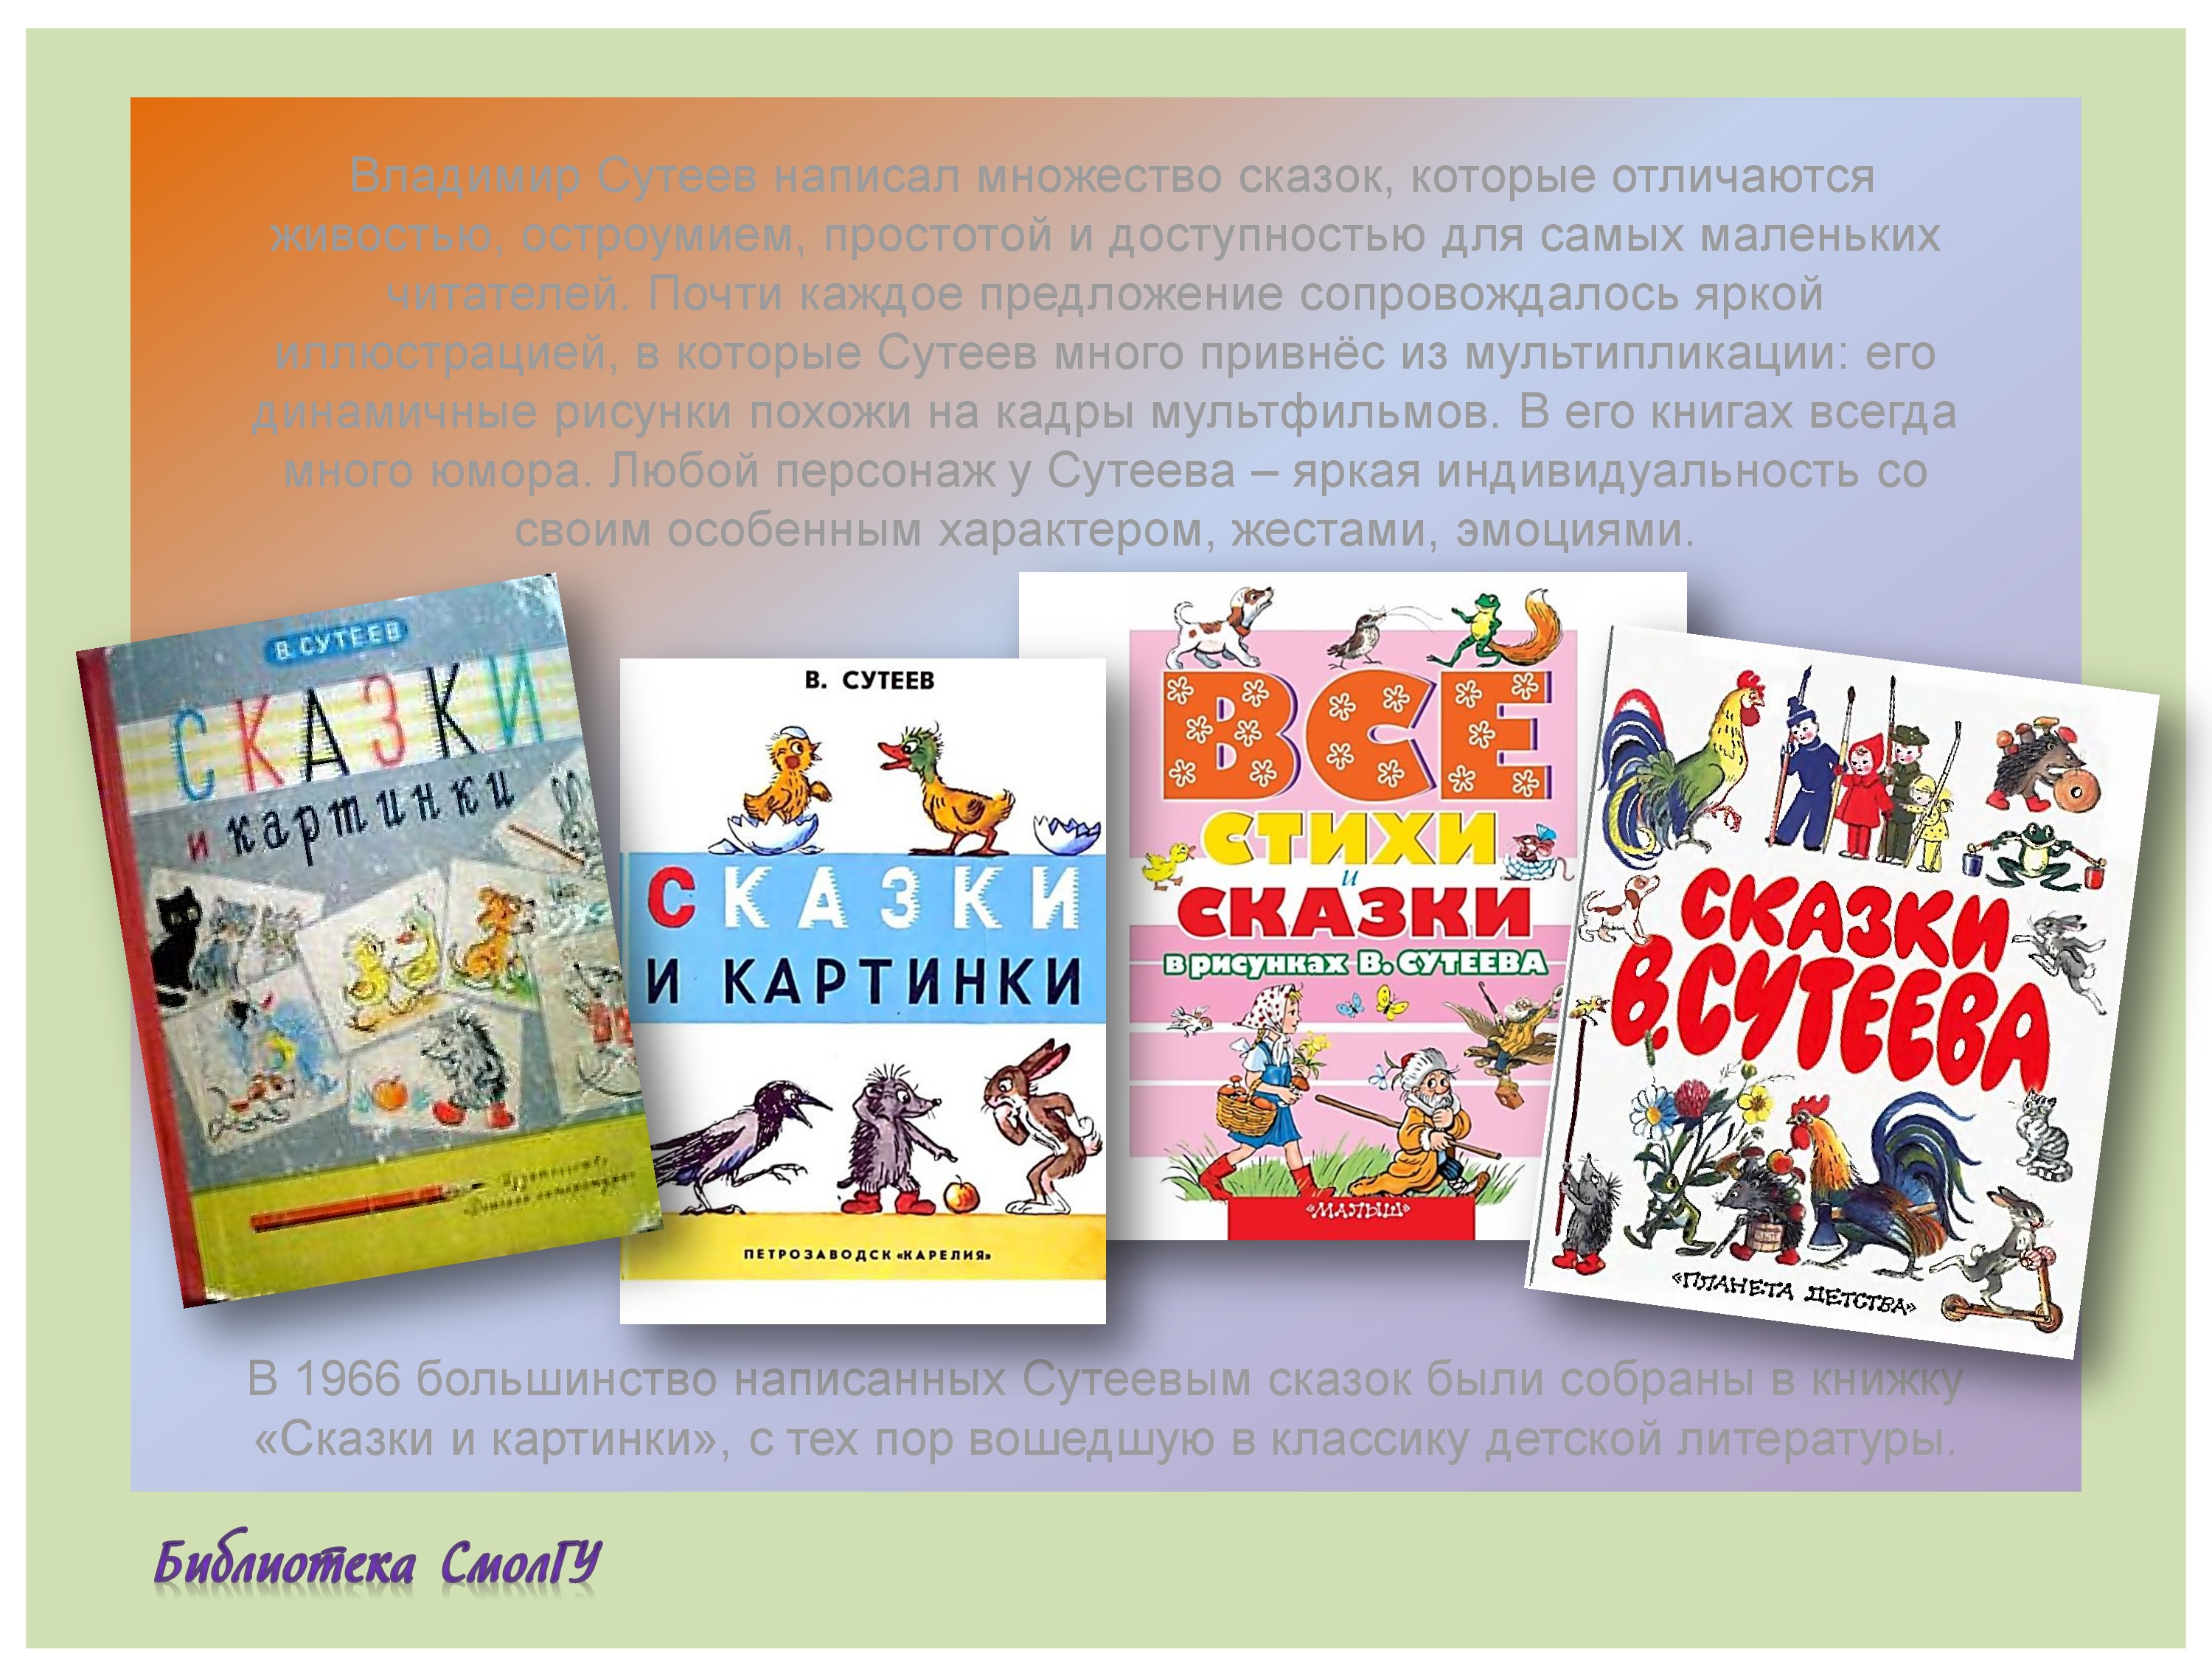 Владимир Сутеев написал множество сказок, которые отличаются
живостью, остроумием, простотой и доступностью для самых маленьких
читателей. Почти каждое предложение сопровождалось яркой
иллюстрацией, в которые Сутеев много привнёс из мультипликации: его
динамичные рисунки похожи на кадры мультфильмов. В его книгах всегда
много юмора. Любой персонаж у Сутеева – яркая индивидуальность со
своим особенным характером, жестами, эмоциями.
В. СУТЕЕВ
СКАЗКИ
и картинки
В. СУТЕЕВ
СКАЗКИ
И КАРТИНКИ
ПЕТРОЗАВОДСК «КАРЕЛИЯ»
ВСЕ
СТИХИ
и
СКАЗКИ
в рисунках В. СУТЕЕВА
«МАЛЫШ»
СКАЗКИ
В. СУТЕЕВА
«ПЛАНЕТА ДЕТСТВА»
В 1966 большинство написанных Сутеевым сказок были собраны в книжку
«Сказки и картинки», с тех пор вошедшую в классику детской литературы.
Библиотека СмолГУ